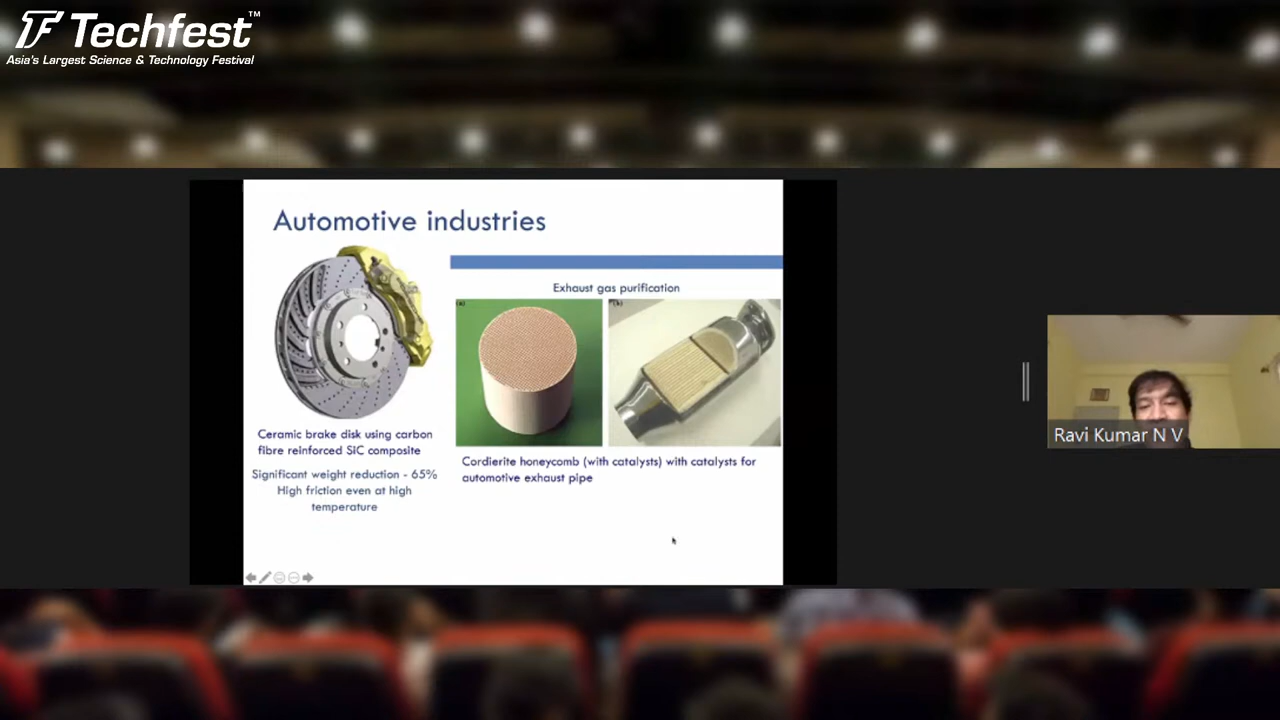 Techfest™
Asia's Largest Science & Technology Festival
Automotive industries
Exhaust gas purification
(a)
(b)
Ceramic brake disk using carbon
fibre reinforced SiC composite
Significant weight reduction - 65%
High friction even at high
temperature
Cordierite honeycomb (with catalysts) with catalysts for
automotive exhaust pipe
Ravi Kumar N V